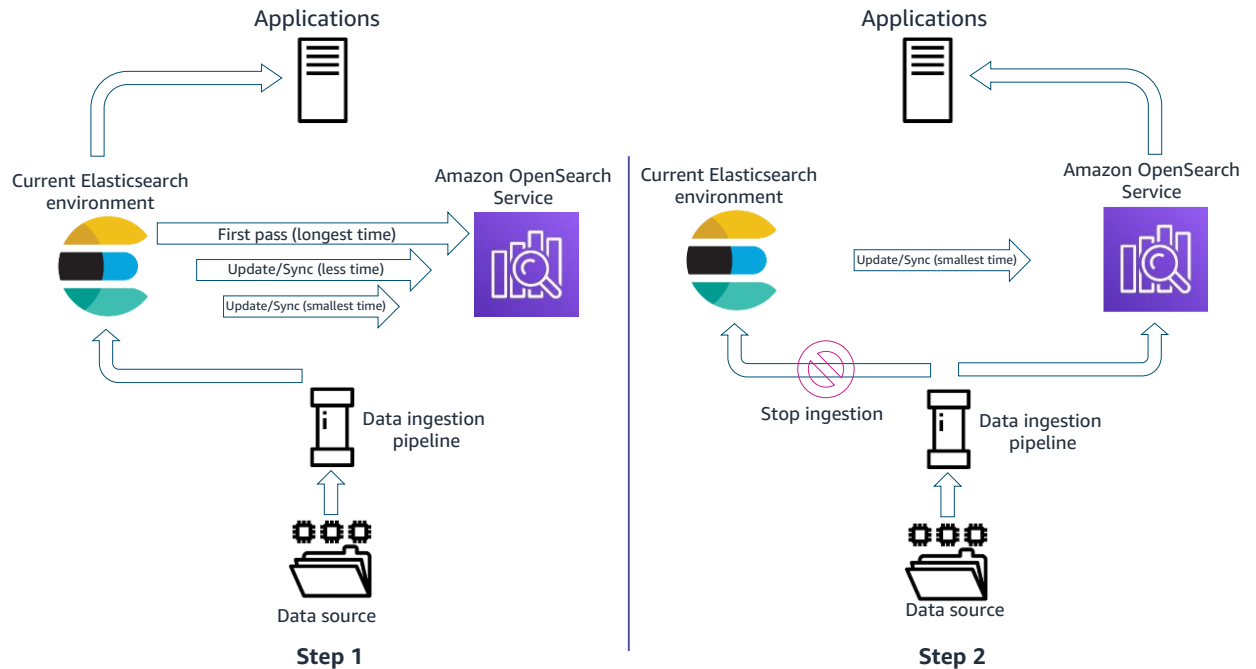 Applications
Current Elasticsearch
environment
Amazon OpenSearch
Service
First pass (longest time)
Update/Sync (less time)
Update/Sync (smallest time)
Data ingestion
pipeline
Data source
Step 1
Applications
Current Elasticsearch
environment
Amazon OpenSearch
Service
Update/Sync (smallest time)
Stop ingestion
Data ingestion
pipeline
Data source
Step 2